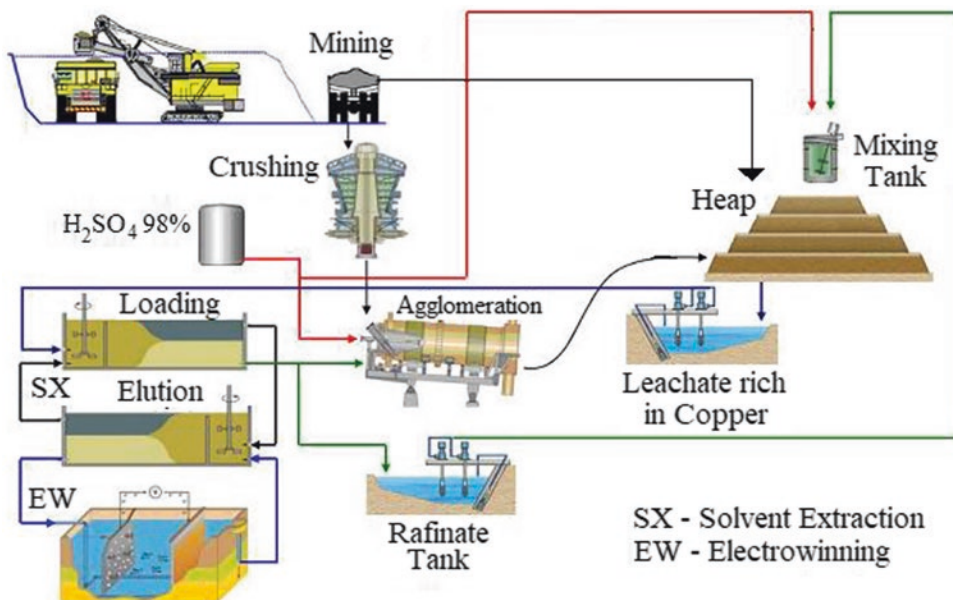 Mining
Crushing
Mixing
Tank
Heap
H₂SO₄ 98%
Loading
Agglomeration
SX
Elution
Leachate rich
in Copper
EW
Rafinate
Tank
SX - Solvent Extraction
EW - Electrowinning